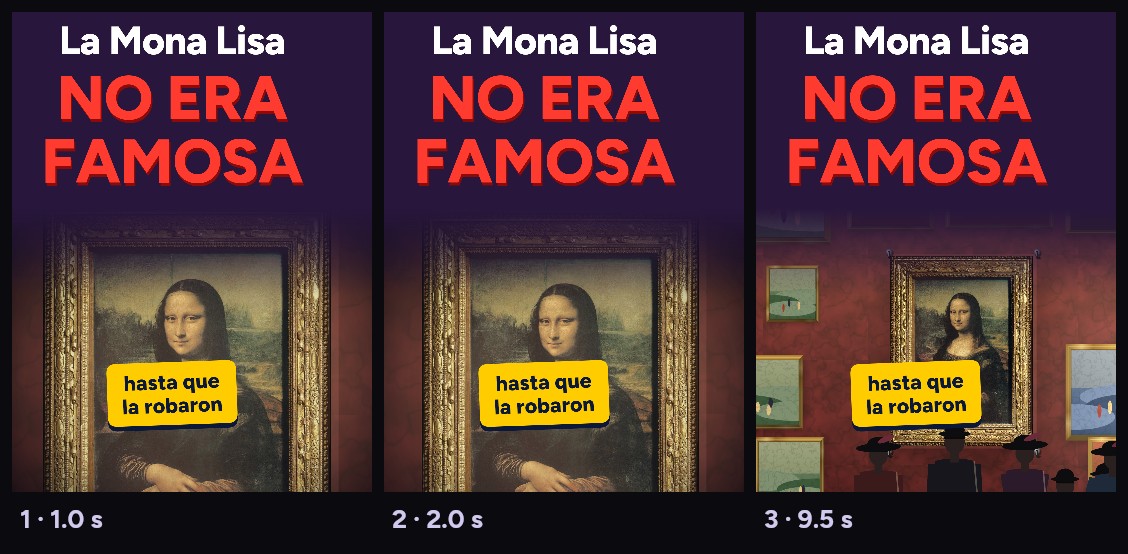 La Mona Lisa
NO ERA
FAMOSA
hasta que
la robaron
1 · 1.0 s
La Mona Lisa
NO ERA
FAMOSA
hasta que
la robaron
2 · 2.0 s
La Mona Lisa
NO ERA
FAMOSA
hasta que
la robaron
3 · 9.5 s